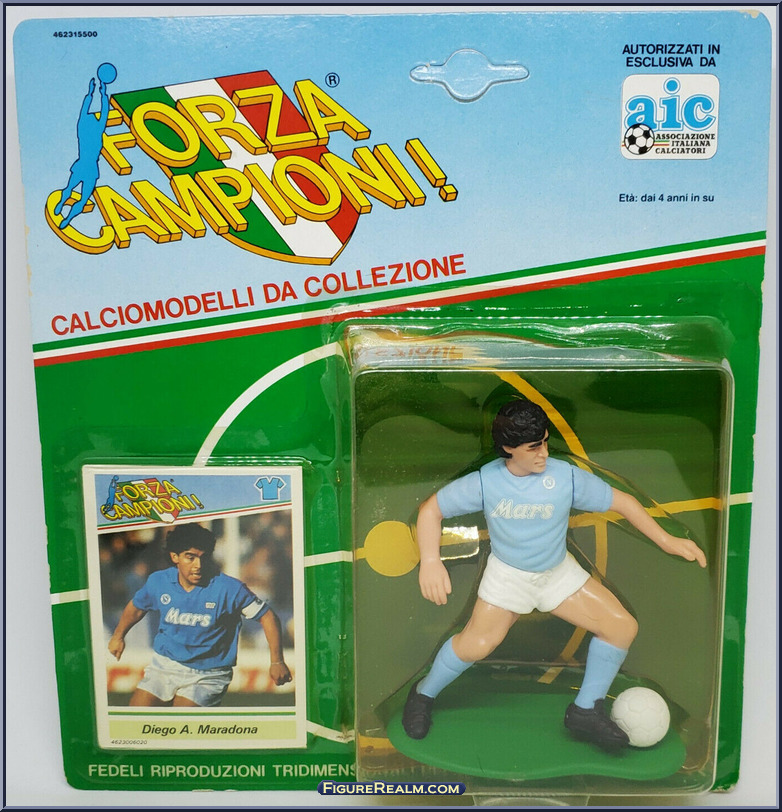 462315500
FORZA
CAMPIONI!
®
AUTORIZZATI IN
ESCLUSIVA DA
aic
ASSOCIAZIONE
ITALIANA
CALCIATORI
Età: dai 4 anni in su
CALCIOMODELLI DA COLLEZIONE
FORZA
CAMPIONI!
Mars
Diego A. Maradona
4623006020
Mars
FEDELI RIPRODUZIONI
FIGUREREALM.COM